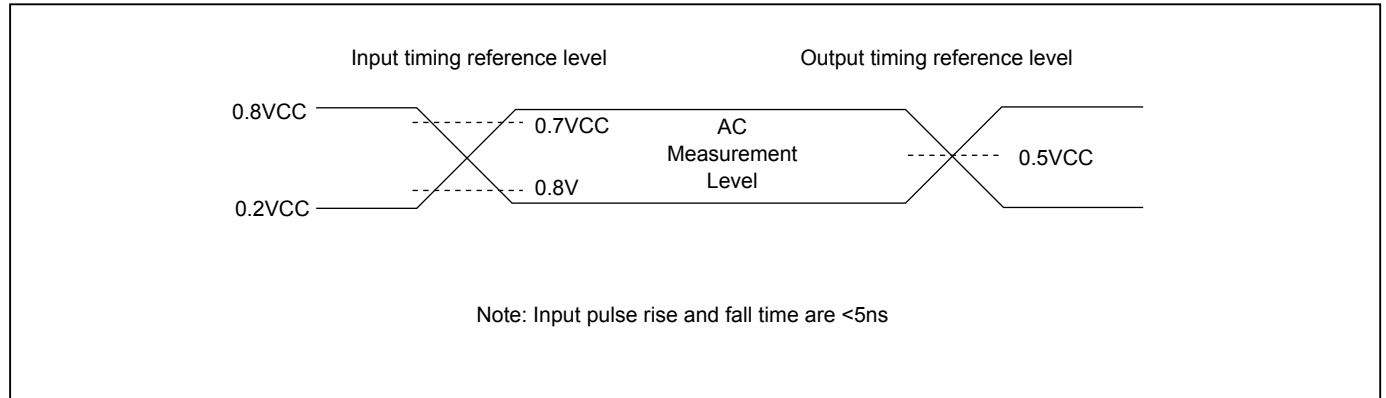 Input timing reference level
Output timing reference level
0.8VCC
0.7VCC
AC
Measurement
Level
0.5VCC
0.8V
0.2VCC
Note: Input pulse rise and fall time are <5ns